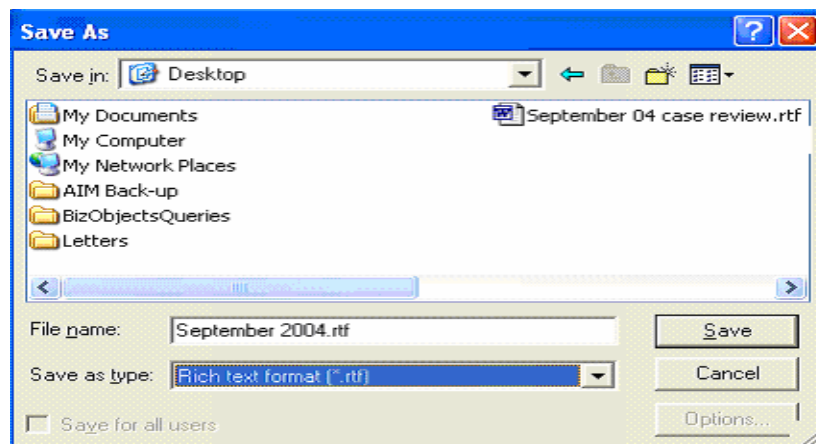 Save As
Save in: Desktop
My Documents September 04 case review.rtf
My Computer
My Network Places
AIM Back-up
BizObjectsQueries
Letters
File name: September 2004.rtf Save
Save as type: Rich text format (*.rtf) Cancel
Save for all users Options...